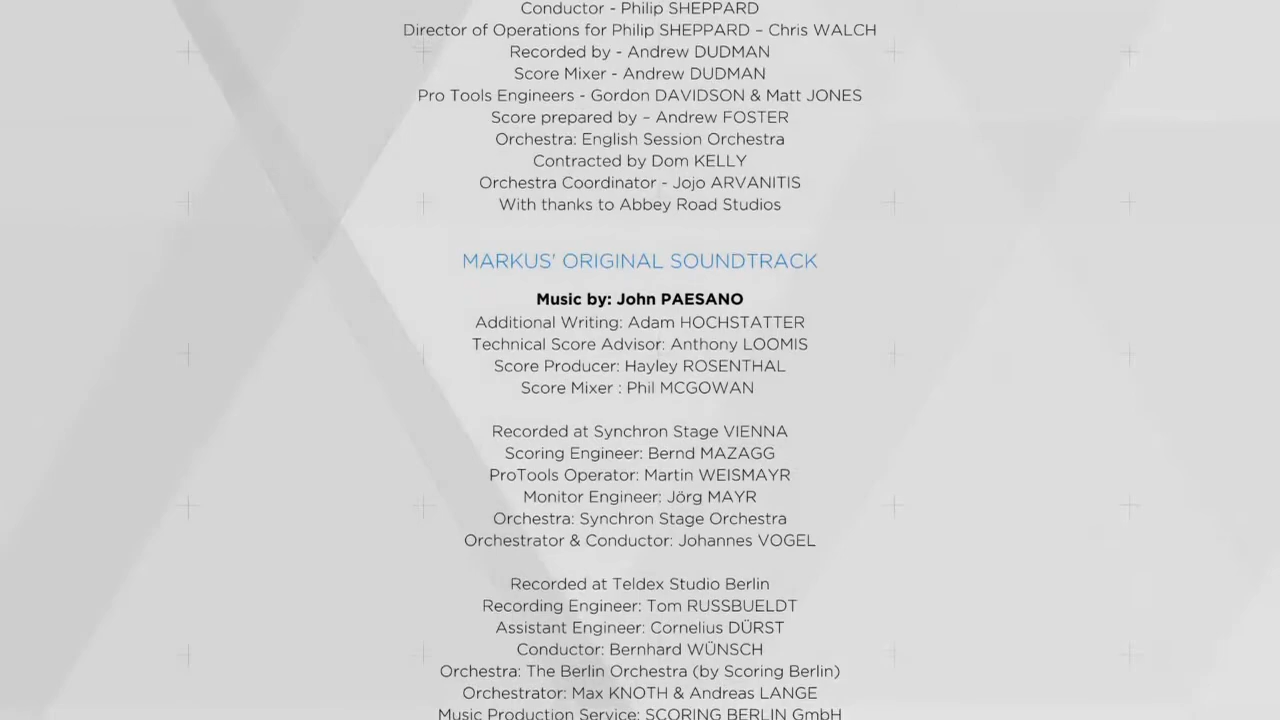 Conductor - Philip SHEPPARD
Director of Operations for Philip SHEPPARD – Chris WALCH
Recorded by - Andrew DUDMAN
Score Mixer - Andrew DUDMAN
Pro Tools Engineers - Gordon DAVIDSON & Matt JONES
Score prepared by – Andrew FOSTER
Orchestra: English Session Orchestra
Contracted by Dom KELLY
Orchestra Coordinator - Jojo ARVANITIS
With thanks to Abbey Road Studios
MARKUS' ORIGINAL SOUNDTRACK
Music by: John PAESANO
Additional Writing: Adam HOCHSTATTER
Technical Score Advisor: Anthony LOOMIS
Score Producer: Hayley ROSENTHAL
Score Mixer : Phil MCGOWAN
Recorded at Synchron Stage VIENNA
Scoring Engineer: Bernd MAZAGG
ProTools Operator: Martin WEISMAYR
Monitor Engineer: Jörg MAYR
Orchestra: Synchron Stage Orchestra
Orchestrator & Conductor: Johannes VOGEL
Recorded at Teldex Studio Berlin
Recording Engineer: Tom RUSSBUELDT
Assistant Engineer: Cornelius DÜRST
Conductor: Bernhard WÜNSCH
Orchestra: The Berlin Orchestra (by Scoring Berlin)
Orchestrator: Max KNOTH & Andreas LANGE
Music Production Service: SCORING BERLIN GmbH